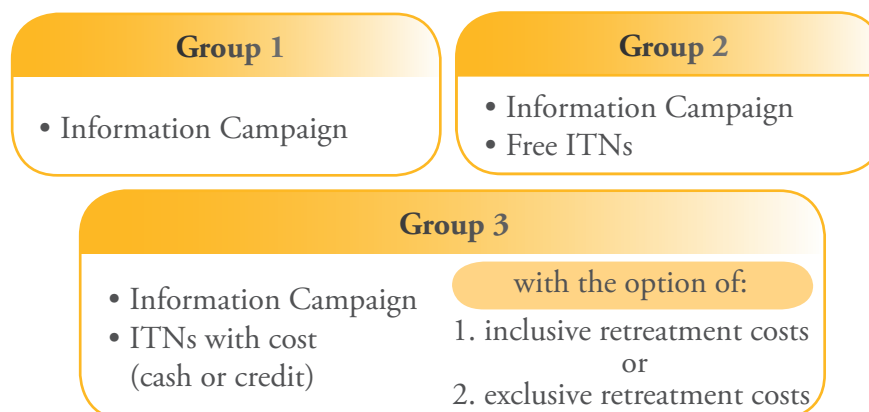 Group 1
• Information Campaign
Group 2
• Information Campaign
• Free ITNs
Group 3
• Information Campaign
• ITNs with cost
(cash or credit)
with the option of:
1. inclusive retreatment costs
or
2. exclusive retreatment costs